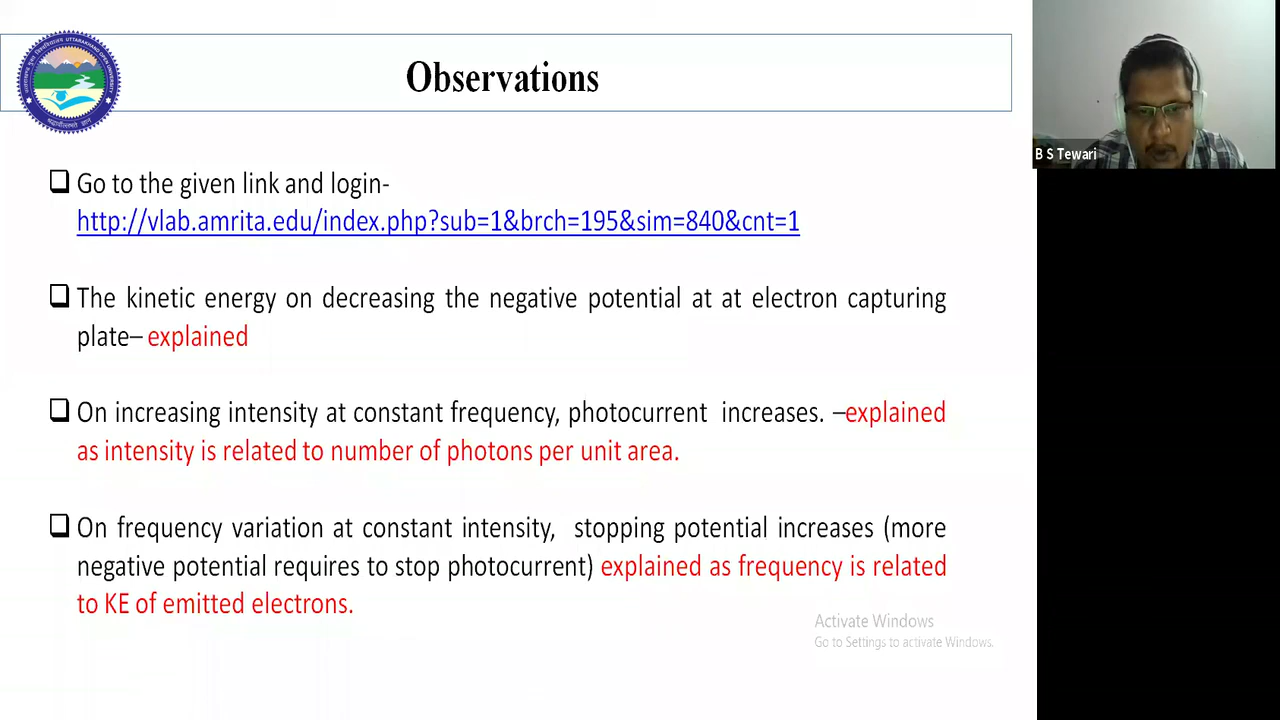 Observations
B S Tewari
❑ Go to the given link and login-
http://vlab.amrita.edu/index.php?sub=1&brch=195&sim=840&cnt=1
❑ The kinetic energy on decreasing the negative potential at at electron capturing
plate– explained
❑ On increasing intensity at constant frequency, photocurrent increases. –explained
as intensity is related to number of photons per unit area.
❑ On frequency variation at constant intensity, stopping potential increases (more
negative potential requires to stop photocurrent) explained as frequency is related
to KE of emitted electrons.
Activate Windows
Go to Settings to activate Windows.